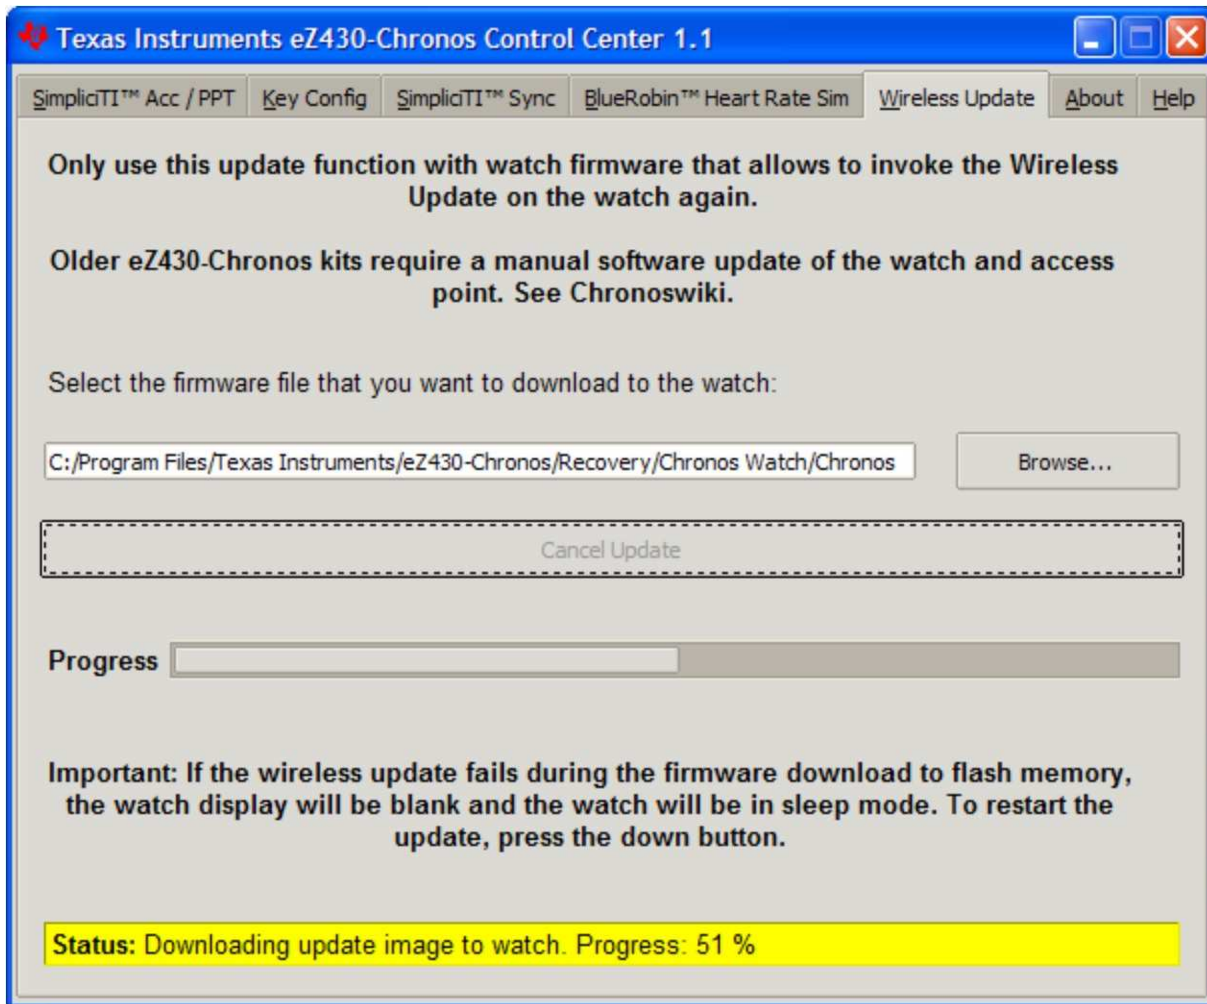 Texas Instruments eZ430-Chronos Control Center 1.1
SimpliciTI™ Acc / PPT Key Config SimpliciTI™ Sync BlueRobin™ Heart Rate Sim Wireless Update About Help
Only use this update function with watch firmware that allows to invoke the Wireless
Update on the watch again.
Older eZ430-Chronos kits require a manual software update of the watch and access
point. See Chronoswiki.
Select the firmware file that you want to download to the watch:
C:/Program Files/Texas Instruments/eZ430-Chronos/Recovery/Chronos Watch/Chronos Browse...
Cancel Update
Progress
Important: If the wireless update fails during the firmware download to flash memory,
the watch display will be blank and the watch will be in sleep mode. To restart the
update, press the down button.
Status: Downloading update image to watch. Progress: 51 %